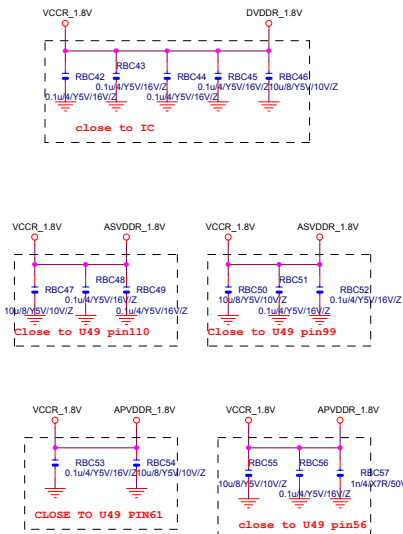 VCCR_1.8V DVDDR_1.8V
RBC43
RBC42 RBC44 RBC45 RBC46
0.1u/4/Y5V/16V/Z 0.1u/4/Y5V/16V/Z 10u/8/Y5V/10V/Z
0.1u/4/Y5V/16V/Z 0.1u/4/Y5V/16V/Z
close to IC
VCCR_1.8V ASVDDR_1.8V
RBC48
RBC47 RBC49
10u/8/Y5V/10V/Z 0.1u/4/Y5V/16V/Z 0.1u/4/Y5V/16V/Z
Close to U49 pin110
VCCR_1.8V ASVDDR_1.8V
RBC51
RBC50 RBC52
10u/8/Y5V/10V/Z 0.1u/4/Y5V/16V/Z 0.1u/4/Y5V/16V/Z
Close to U49 pin99
VCCR_1.8V APVDDR_1.8V
RBC53 RBC54
0.1u/4/Y5V/16V/Z 10u/8/Y5V/10V/Z
CLOSE TO U49 PIN61
VCCR_1.8V APVDDR_1.8V
RBC55 RBC56 RBC57
10u/8/Y5V/10V/Z 0.1u/4/Y5V/16V/Z 1n/4/X7R/50V
close to U49 pin56